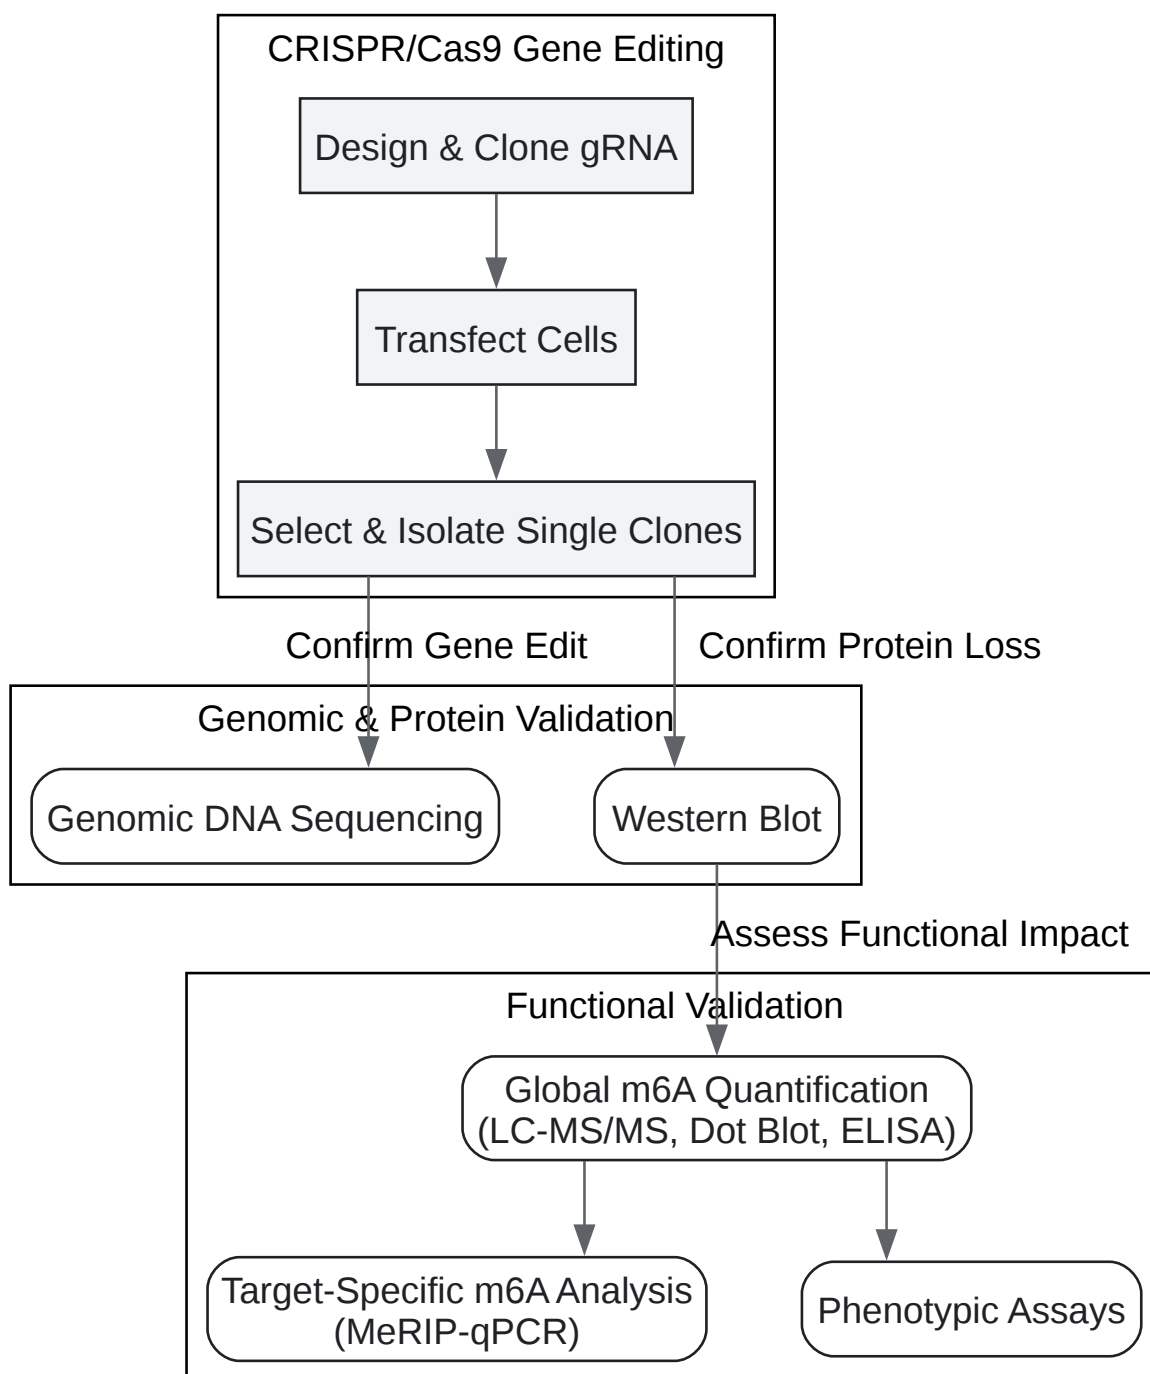 CRISPR/Cas9 Gene Editing
Design & Clone gRNA
Transfect Cells
Select & Isolate Single Clones
Confirm Gene Edit
Confirm Protein Loss
Genomic & Protein Validation
Genomic DNA Sequencing
Western Blot
Assess Functional Impact
Functional Validation
Global m6A Quantification
(LC-MS/MS, Dot Blot, ELISA)
Target-Specific m6A Analysis
(MeRIP-qPCR)
Phenotypic Assays